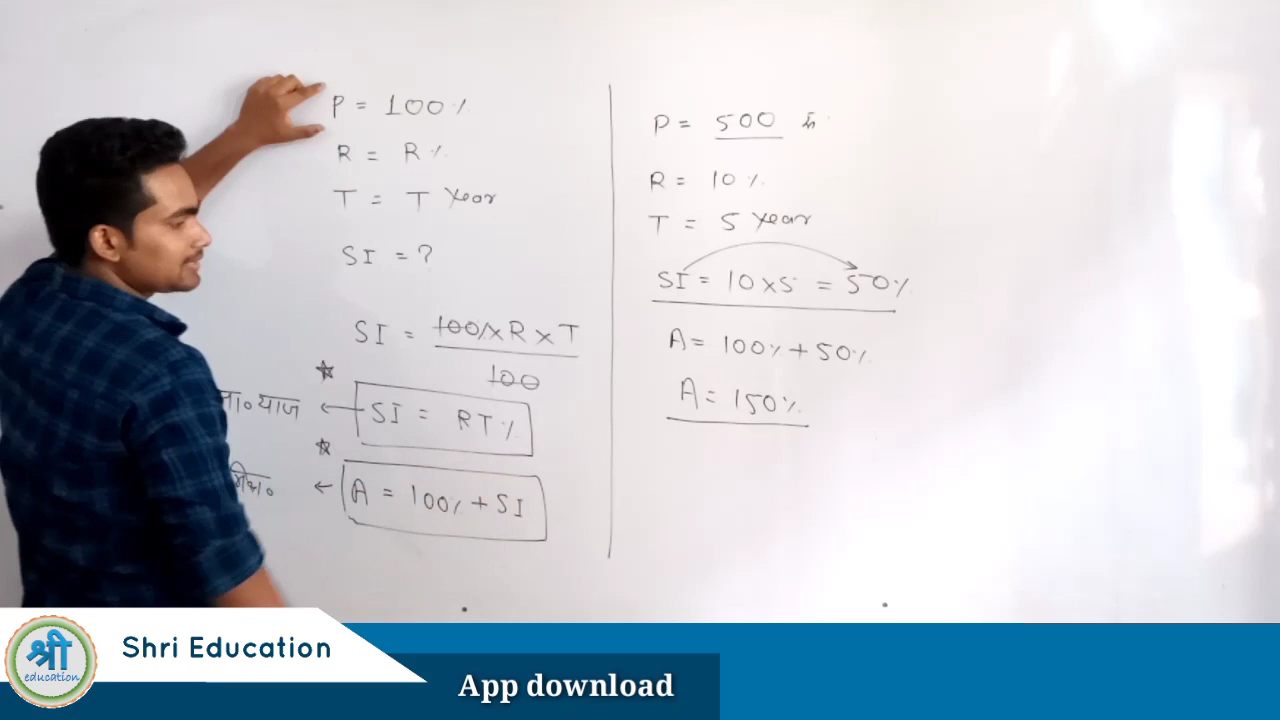 P = 100%
R = R%
T = T Year
SI = ?
SI = 100% x R x T
100
याज ← SI = RT%
← A = 100% + SI
P = 500 रु
R = 10%
T = 5 Year
SI = 10 x 5 = 50%
A = 100% + 50%
A = 150%
श्री
education
Shri Education
App download